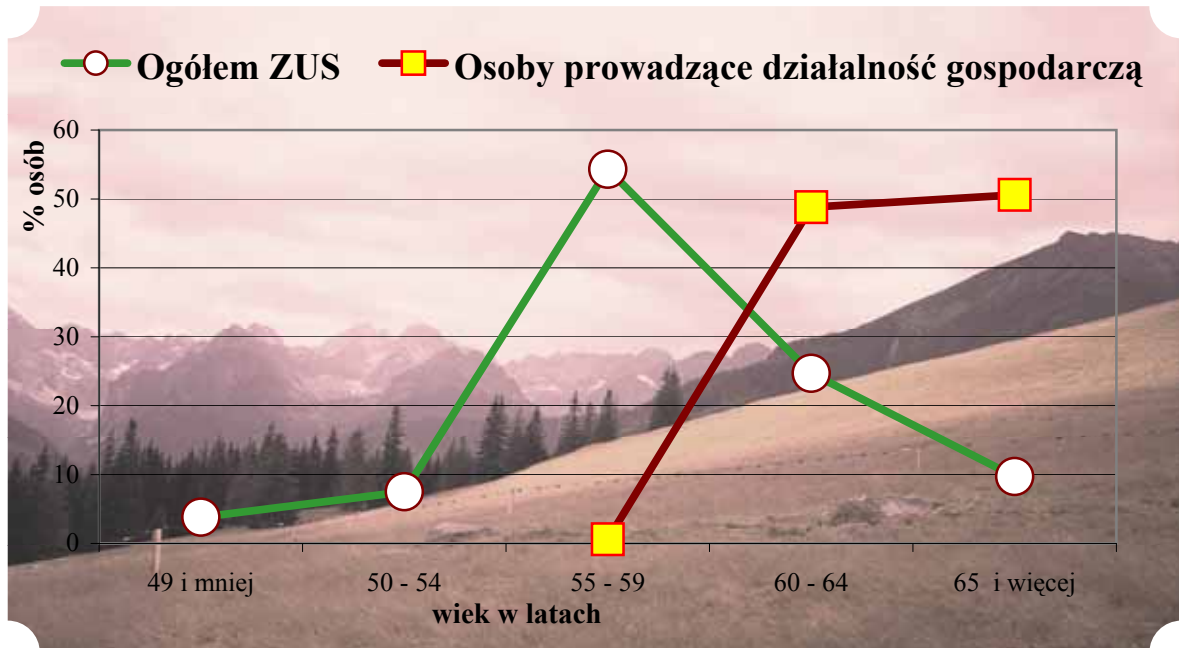 Ogółem ZUS
Osoby prowadzące działalność gospodarczą
% osób
60
50
40
30
20
10
0
49 i mniej
50 - 54
55 - 59
60 - 64
65 i więcej
wiek w latach